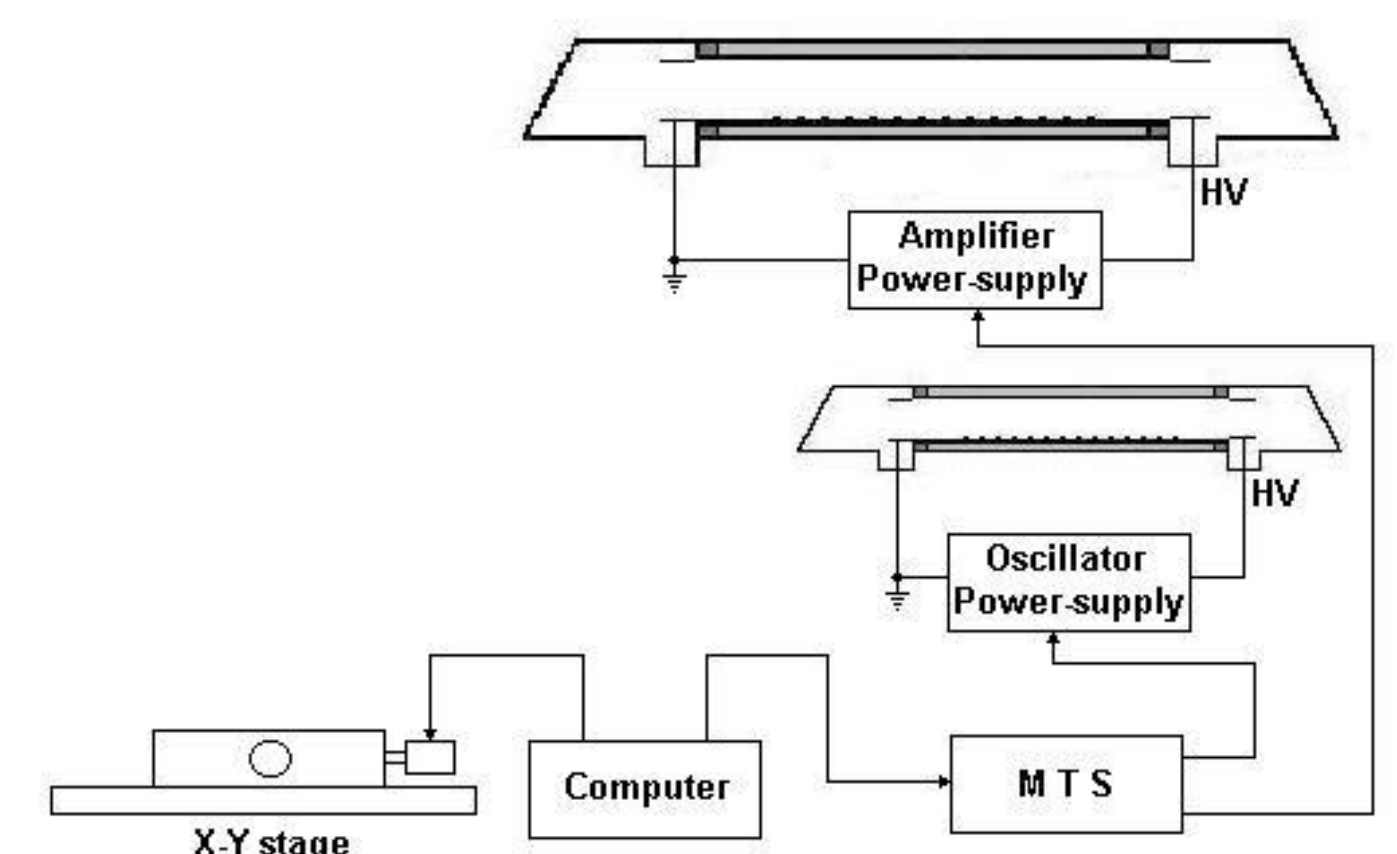 HV
Amplifier
Power-supply
HV
Oscillator
Power-supply
Computer
M T S
X-Y stage